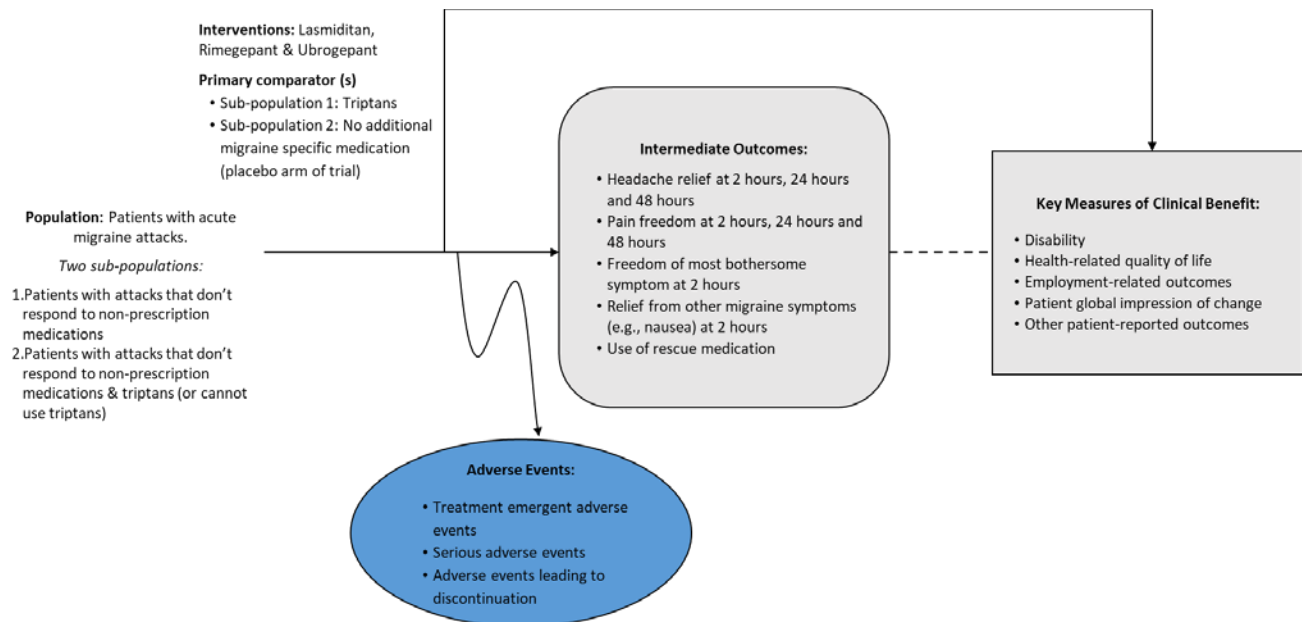 Interventions: Lasmiditan,
Rimegepant & Ubrogepant
Primary comparator (s)
• Sub-population 1: Triptans
• Sub-population 2: No additional
migraine specific medication
(placebo arm of trial)
Population: Patients with acute
migraine attacks.
Two sub-populations:
1.Patients with attacks that don’t
respond to non-prescription
medications
2.Patients with attacks that don’t
respond to non-prescription
medications & triptans (or cannot
use triptans)
Intermediate Outcomes:
• Headache relief at 2 hours, 24 hours
and 48 hours
• Pain freedom at 2 hours, 24 hours and
48 hours
• Freedom of most bothersome
symptom at 2 hours
• Relief from other migraine symptoms
(e.g., nausea) at 2 hours
• Use of rescue medication
Key Measures of Clinical Benefit:
• Disability
• Health-related quality of life
• Employment-related outcomes
• Patient global impression of change
• Other patient-reported outcomes
Adverse Events:
• Treatment emergent adverse
events
• Serious adverse events
• Adverse events leading to
discontinuation